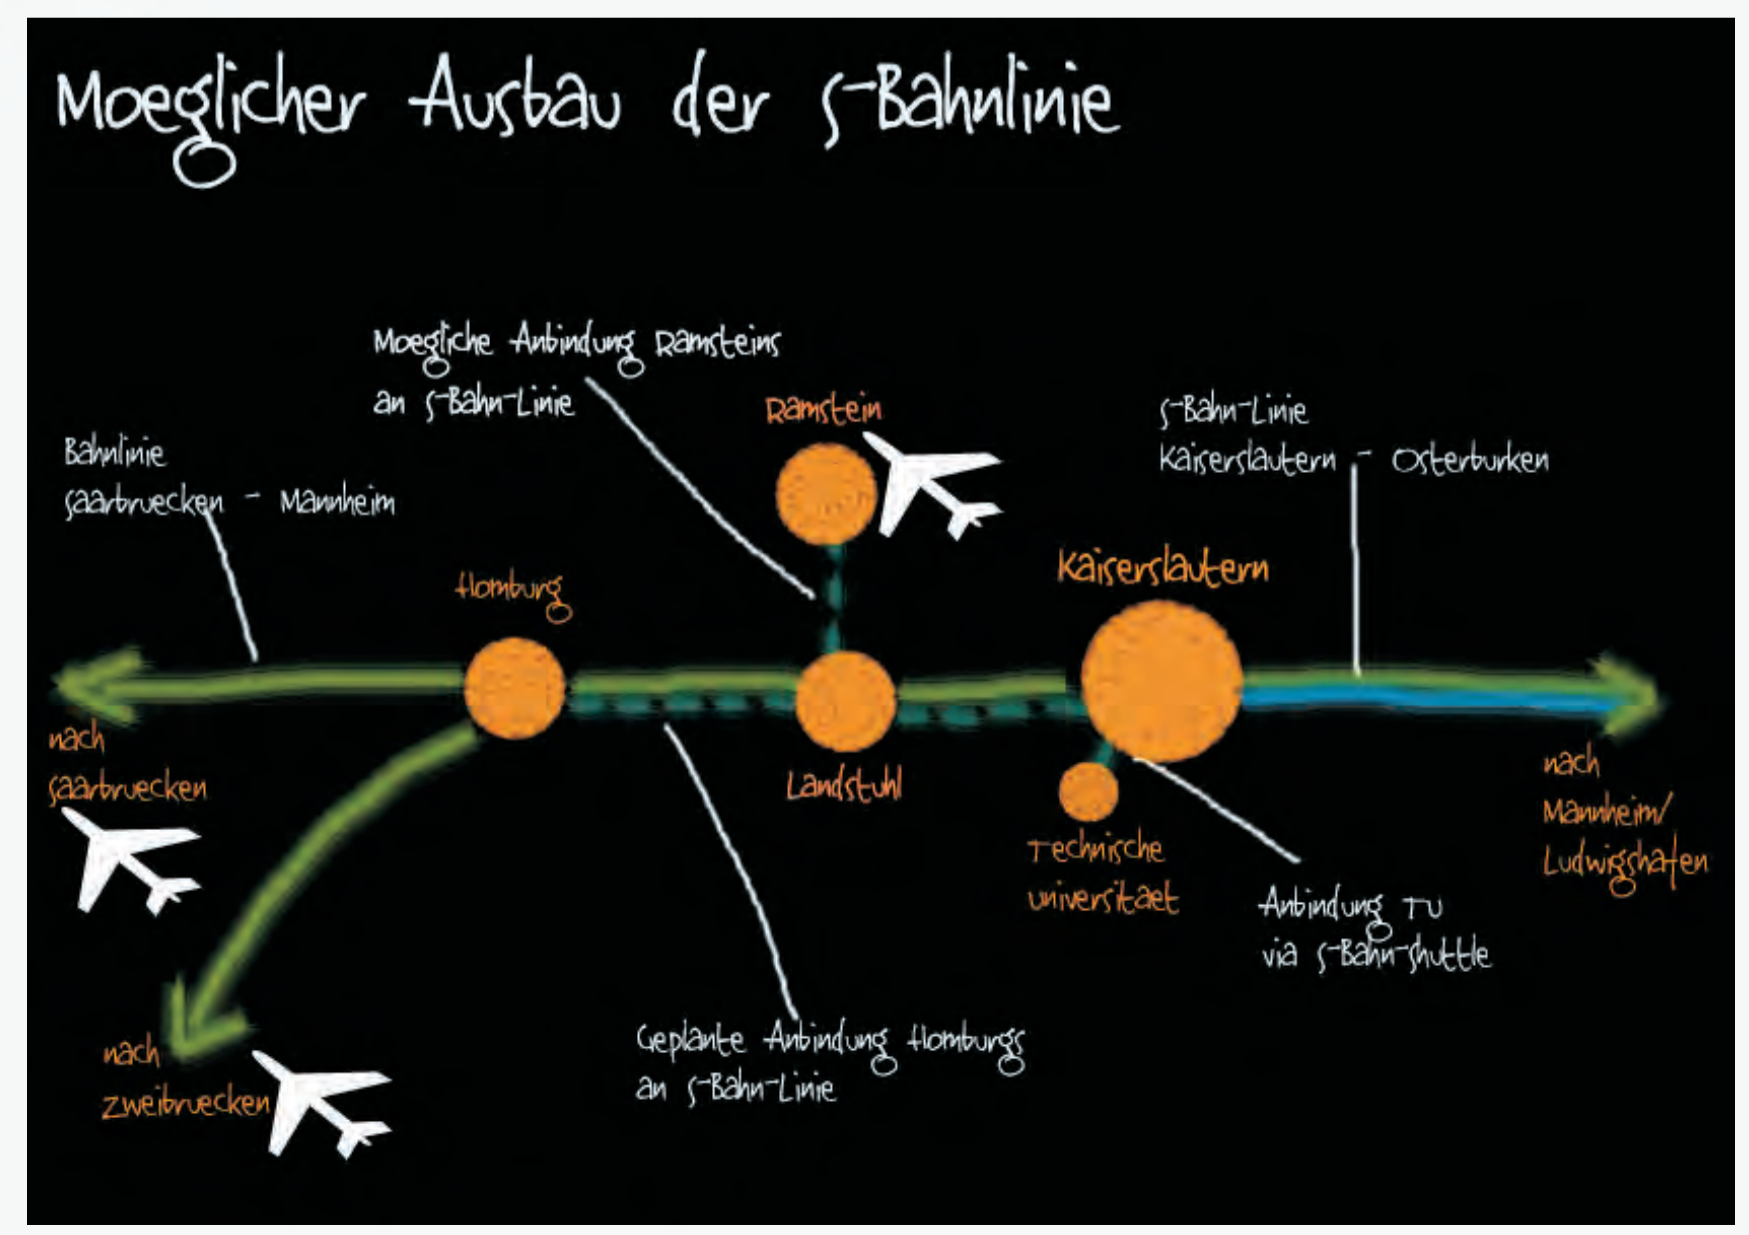 Moeglicher Ausbau der S-Bahnlinie
Moegliche Anbindung Ramsteins
an S-Bahn-Linie
Ramstein
S-Bahn-Linie
Kaiserslautern - Osterburken
Bahnlinie
Saarbruecken - Mannheim
Homburg
Kaiserslautern
nach
Saarbruecken
Landstuhl
nach
Mannheim/
Ludwigshafen
Technische
universitaet
Anbindung TU
via S-Bahn-Shuttle
Geplante Anbindung Homburgs
an S-Bahn-Linie
nach
zweibruecken